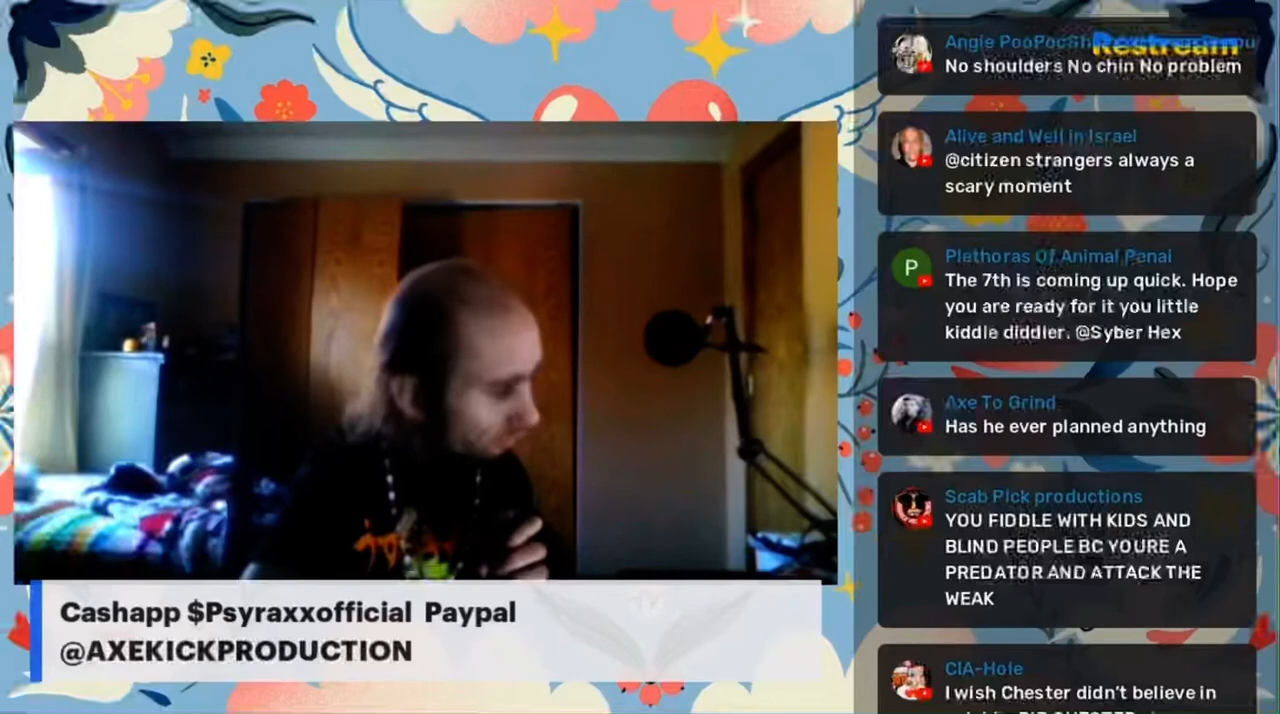 Angie PooPooSh
Restream
No shoulders No chin No problem
Alive and Well in Israel
@citizen strangers always a
scary moment
Plethoras Of Animal Penai
P
The 7th is coming up quick. Hope
you are ready for it you little
kiddie diddler. @Syber Hex
Axe To Grind
Has he ever planned anything
Scab Pick productions
YOU FIDDLE WITH KIDS AND
BLIND PEOPLE BC YOURE A
PREDATOR AND ATTACK THE
WEAK
CIA-Hole
I wish Chester didn't believe in
Cashapp $Psyraxxofficial Paypal
@AXEKICKPRODUCTION